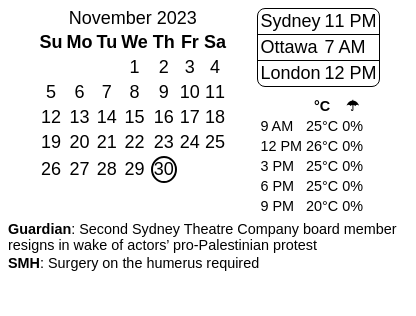 November 2023
Su Mo Tu We Th Fr Sa
1 2 3 4
5 6 7 8 9 10 11
12 13 14 15 16 17 18
19 20 21 22 23 24 25
26 27 28 29 30
Sydney 11 PM
Ottawa 7 AM
London 12 PM
°C ☂
9 AM 25°C 0%
12 PM 26°C 0%
3 PM 25°C 0%
6 PM 25°C 0%
9 PM 20°C 0%
Guardian: Second Sydney Theatre Company board member
resigns in wake of actors’ pro-Palestinian protest
SMH: Surgery on the humerus required